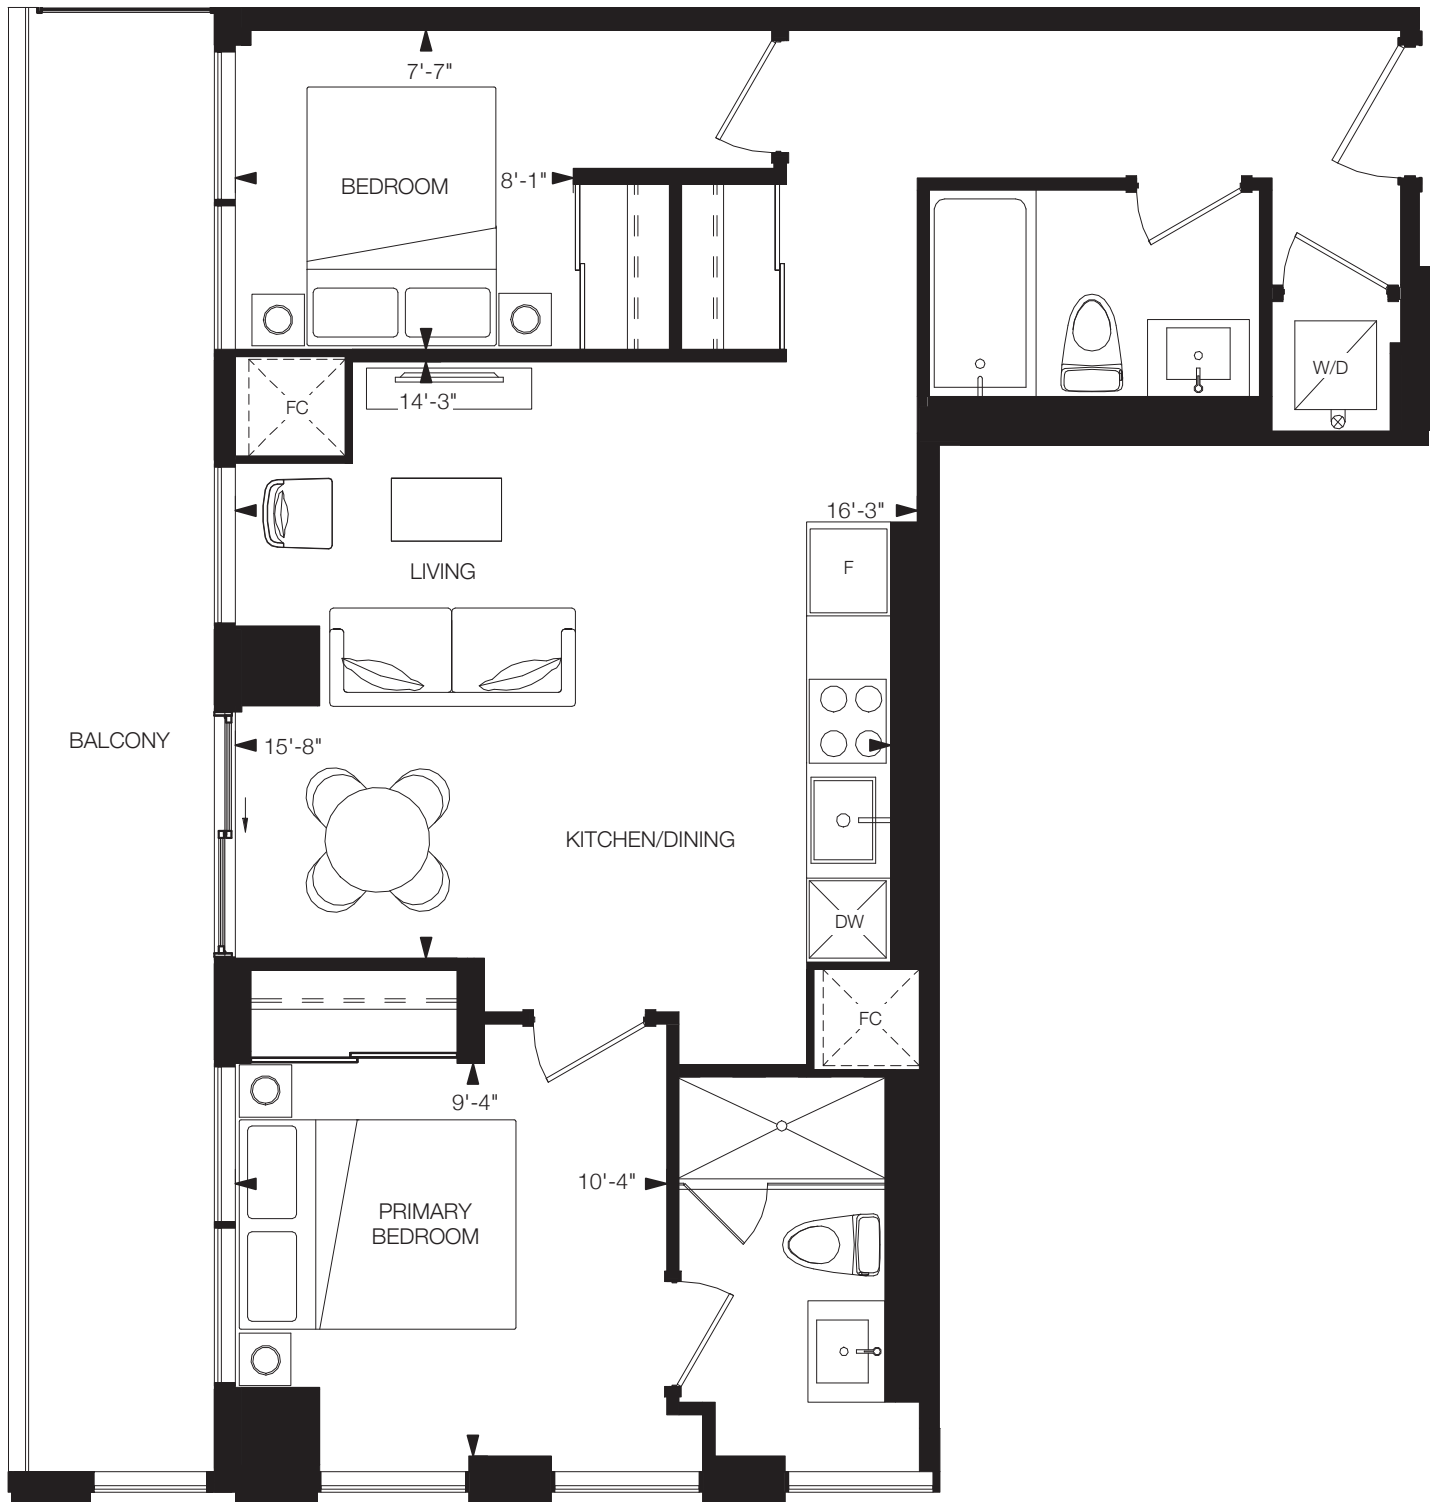 7'-7"
BEDROOM
8'-1"
FC
14'-3"
W/D
16'-3"
F
LIVING
BALCONY
15'-8"
KITCHEN/DINING
DW
FC
9'-4"
10'-4"
PRIMARY
BEDROOM